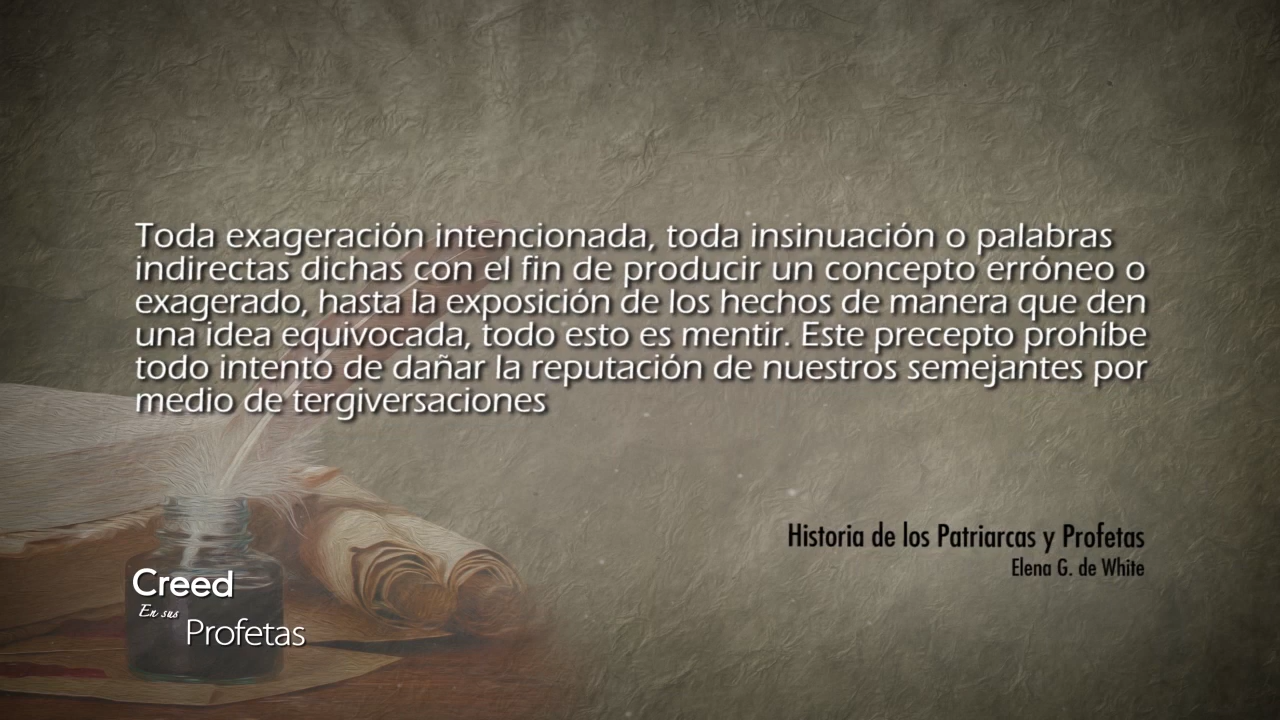 Toda exageración intencionada, toda insinuación o palabras
indirectas dichas con el fin de producir un concepto erróneo o
exagerado, hasta la exposición de los hechos de manera que den
una idea equivocada, todo esto es mentir. Este precepto prohíbe
todo intento de dañar la reputación de nuestros semejantes por
medio de tergiversaciones
Historia de los Patriarcas y Profetas
Elena G. de White
Creed
En sus
Profetas